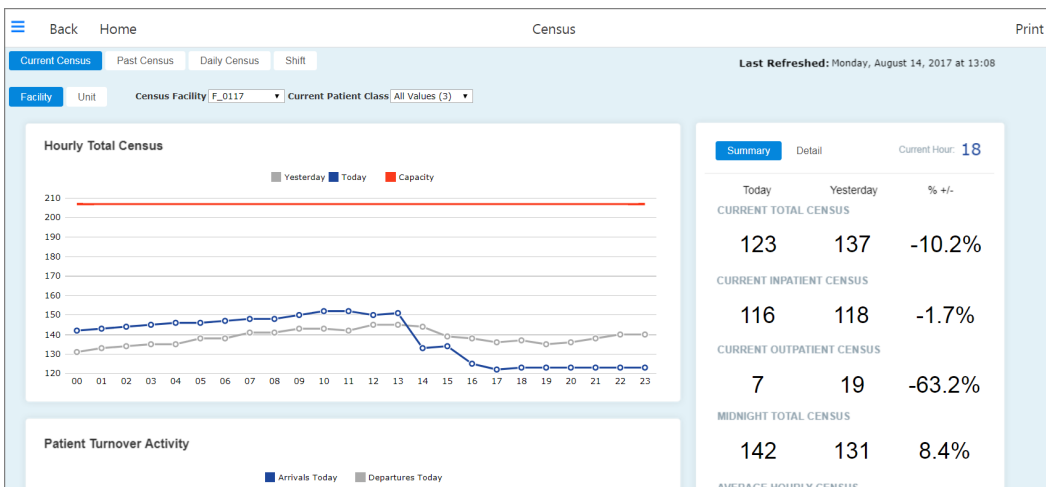 Back Home Census Print
Current Census Past Census Daily Census Shift
Last Refreshed: Monday, August 14, 2017 at 13:08
Facility Unit Census Facility F_0117 Current Patient Class All Values (3)
Hourly Total Census
Yesterday Today Capacity
210
200
190
180
170
160
150
140
130
120
00 01 02 03 04 05 06 07 08 09 10 11 12 13 14 15 16 17 18 19 20 21 22 23
Patient Turnover Activity
Arrivals Today Departures Today
Summary Detail Current Hour: 18
Today Yesterday % +/-
CURRENT TOTAL CENSUS
123 137 -10.2%
CURRENT INPATIENT CENSUS
116 118 -1.7%
CURRENT OUTPATIENT CENSUS
7 19 -63.2%
MIDNIGHT TOTAL CENSUS
142 131 8.4%
AVERAGE HOURLY CENSUS